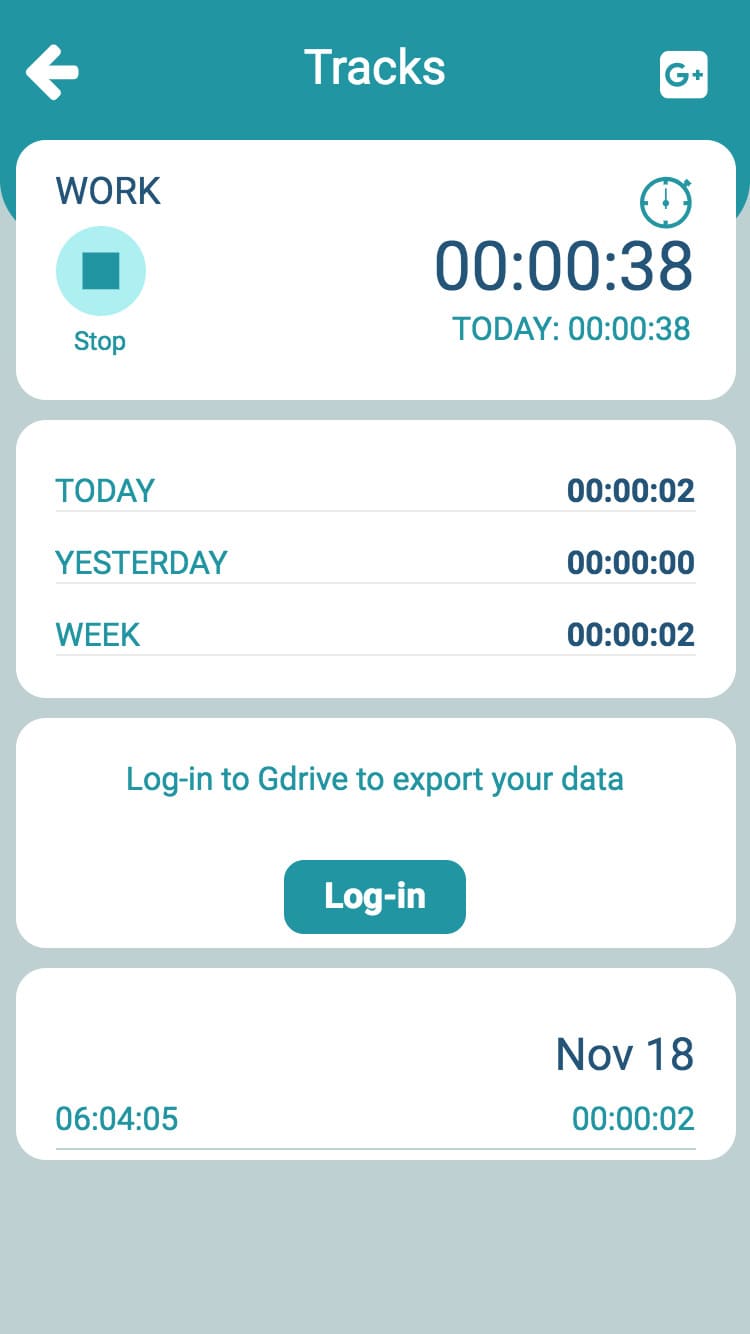 Tracks
G+
WORK
00:00:38
Stop
TODAY: 00:00:38
TODAY 00:00:02
YESTERDAY 00:00:00
WEEK 00:00:02
Log-in to Gdrive to export your data
Log-in
Nov 18
06:04:05 00:00:02